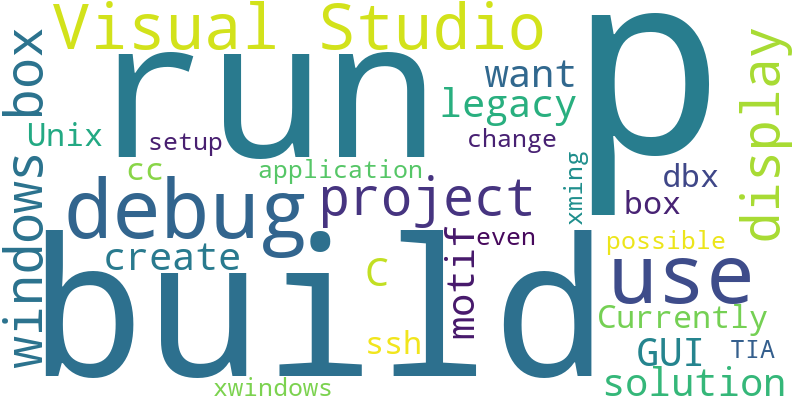 Visual Studio
run
p
windows box
want
legacy
display
Unix
setup
change
cc
application
xming
debug
project
dbx
box
create
motif
even
possible
build
C
use
Currently
ssh
GUI
TIA
xwindows
solution